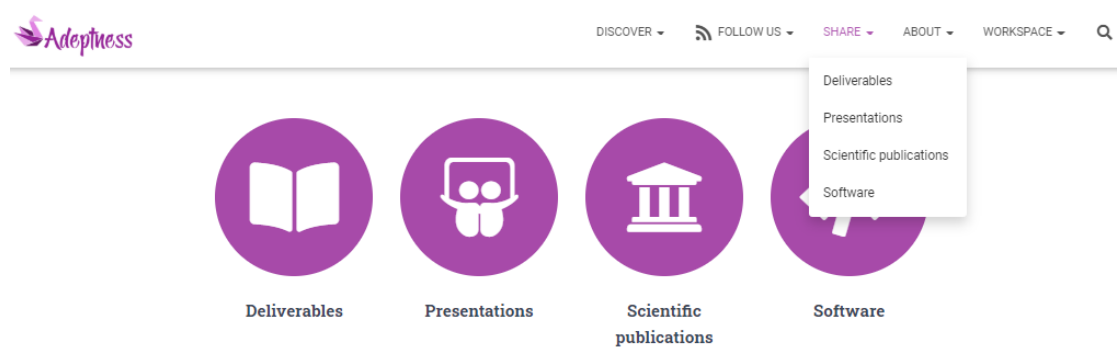 Adeptness
DISCOVER FOLLOW US SHARE ABOUT WORKSPACE
Deliverables
Presentations
Scientific publications
Software
Deliverables Presentations Scientific Software
publications